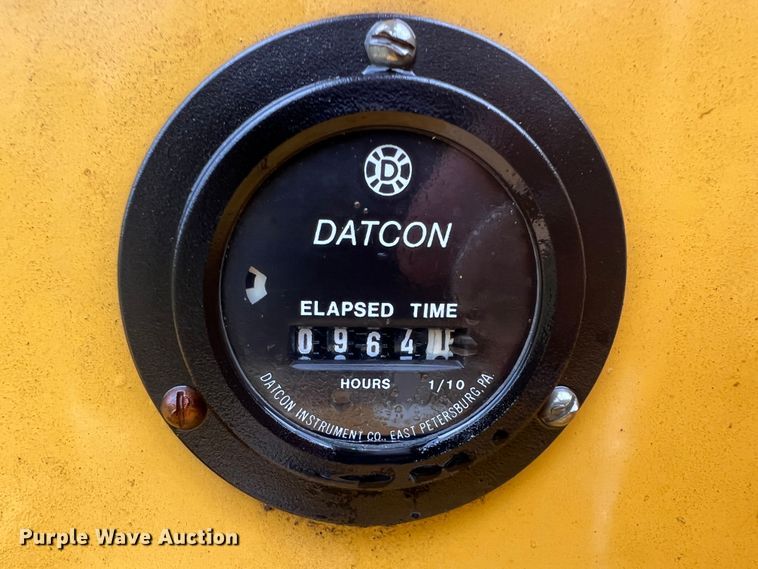 D
DATCON
ELAPSED TIME
0964
HOURS 1/10
DATCON INSTRUMENT CO., EAST PETERSBURG, PA.
Purple Wave Auction